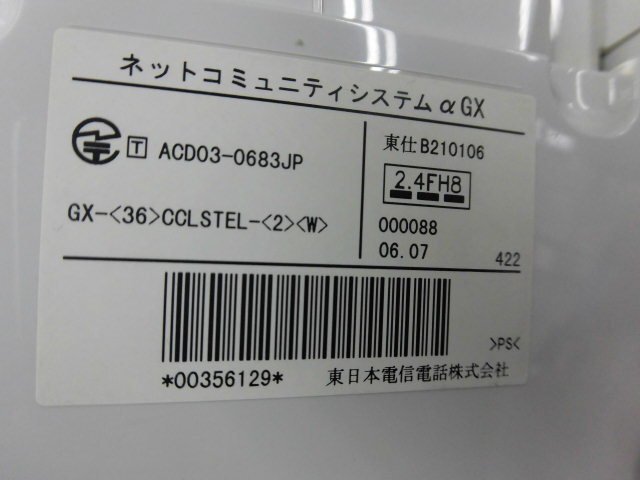 ネットコミュニティシステムαGX
T ACD03-0683JP
東仕B210106
2.4FH8
GX-<36>CCLSTEL-<2><W>
000088
06.07
422
>PS<
*00356129*
東日本電信電話株式会社